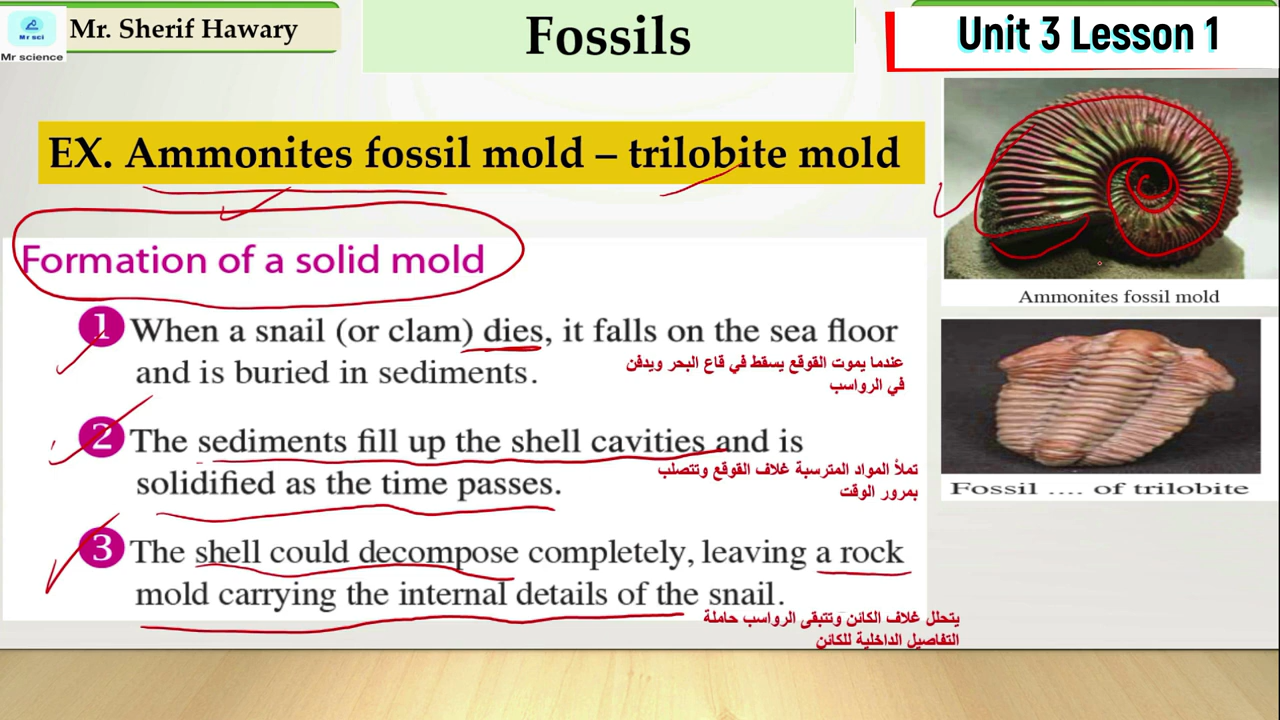 Mr sci
Mr science
Mr. Sherif Hawary
Fossils
Unit 3 Lesson 1
EX. Ammonites fossil mold – trilobite mold
Formation of a solid mold
1 When a snail (or clam) dies, it falls on the sea floor
and is buried in sediments.
عندما يموت القوقع يسقط في قاع البحر ويدفن
في الرواسب
2 The sediments fill up the shell cavities and is
solidified as the time passes.
تملأ المواد المترسبة غلاف القوقع وتتصلب
بمرور الوقت
3 The shell could decompose completely, leaving a rock
mold carrying the internal details of the snail.
يتحلل غلاف الكائن وتتبقى الرواسب حاملة
التفاصيل الداخلية للكائن
Ammonites fossil mold
Fossil .... of trilobite